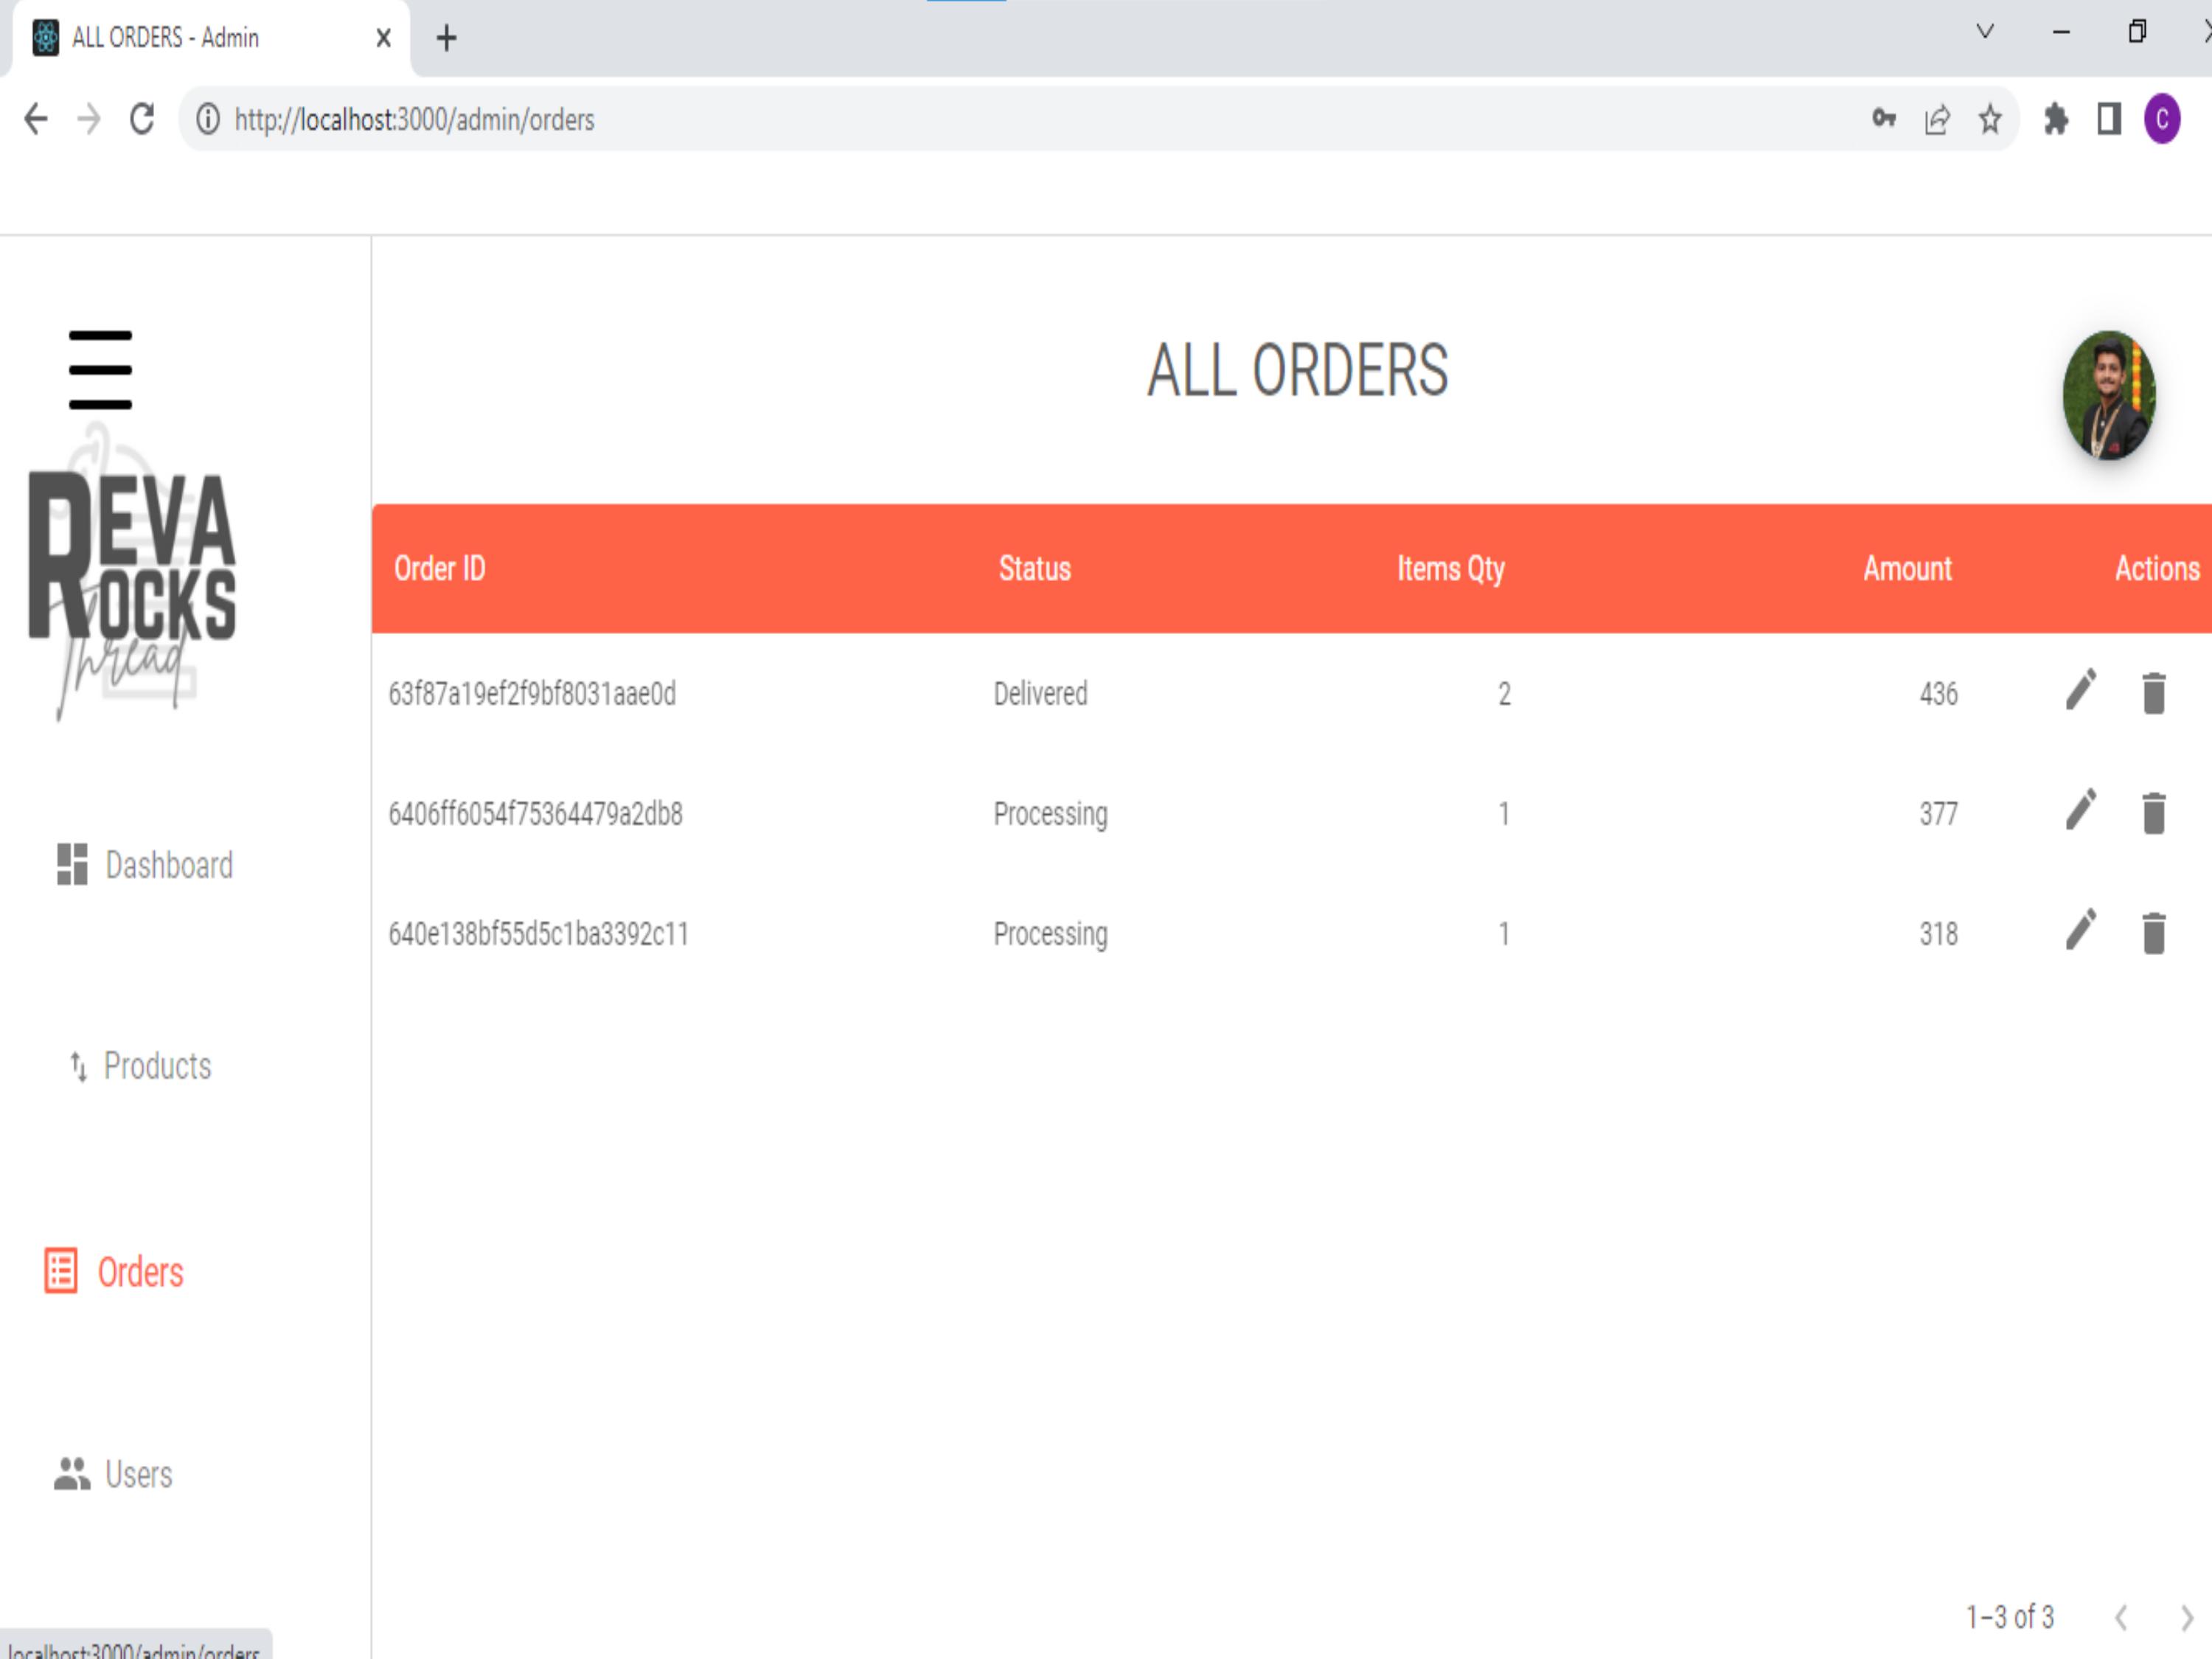 ALL ORDERS - Admin
http://localhost:3000/admin/orders
C
ALL ORDERS
REVA
ROCKS
Thread
Order ID Status Items Qty Amount Actions
63f87a19ef2f9bf8031aae0d Delivered 2 436
6406ff6054f75364479a2db8 Processing 1 377
640e138bf55d5c1ba3392c11 Processing 1 318
Dashboard
Products
Orders
Users
1–3 of 3
localhost:3000/admin/orders